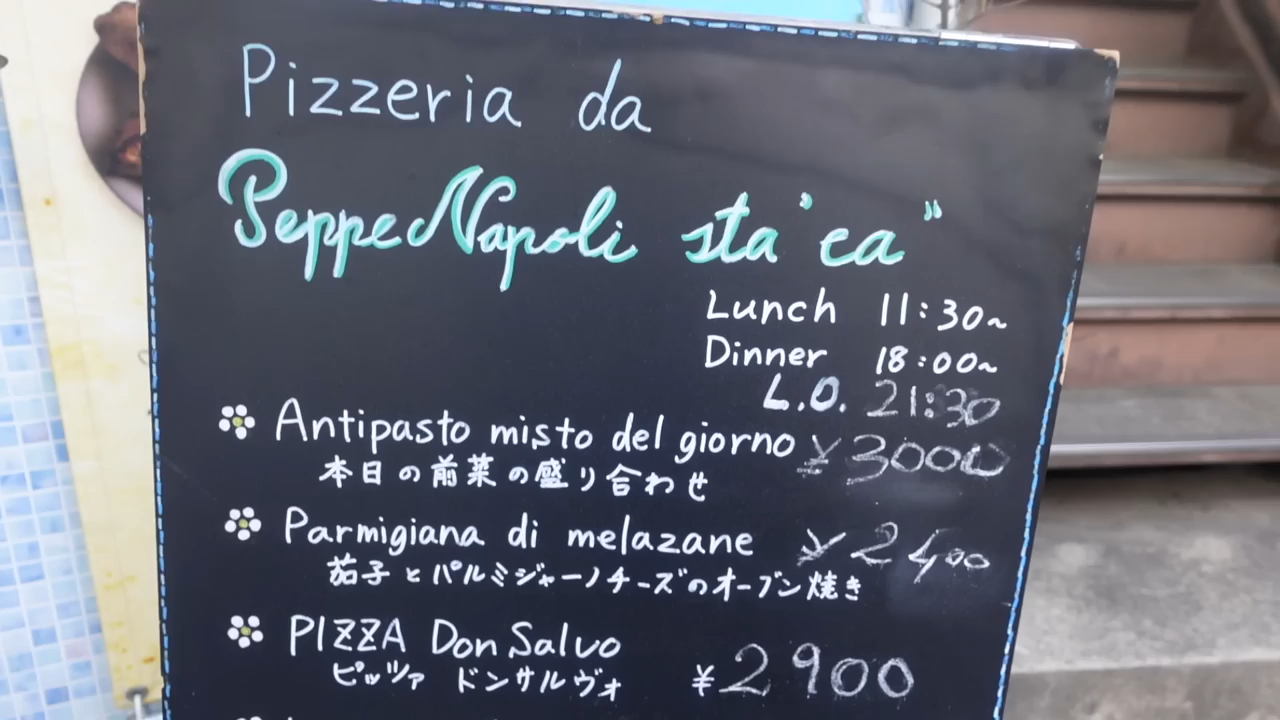 Pizzeria da
Peppe Napoli sta "ca"
Lunch 11:30~
Dinner 18:00~
L.O. 21:30
Antipasto misto del giorno ¥3000
本日の前菜の盛り合わせ
Parmigiana di melazane ¥2400
茄子とパルミジャーノチーズのオーブン焼き
PIZZA Don Salvo
ピッツァ ドンサルヴォ ¥2900